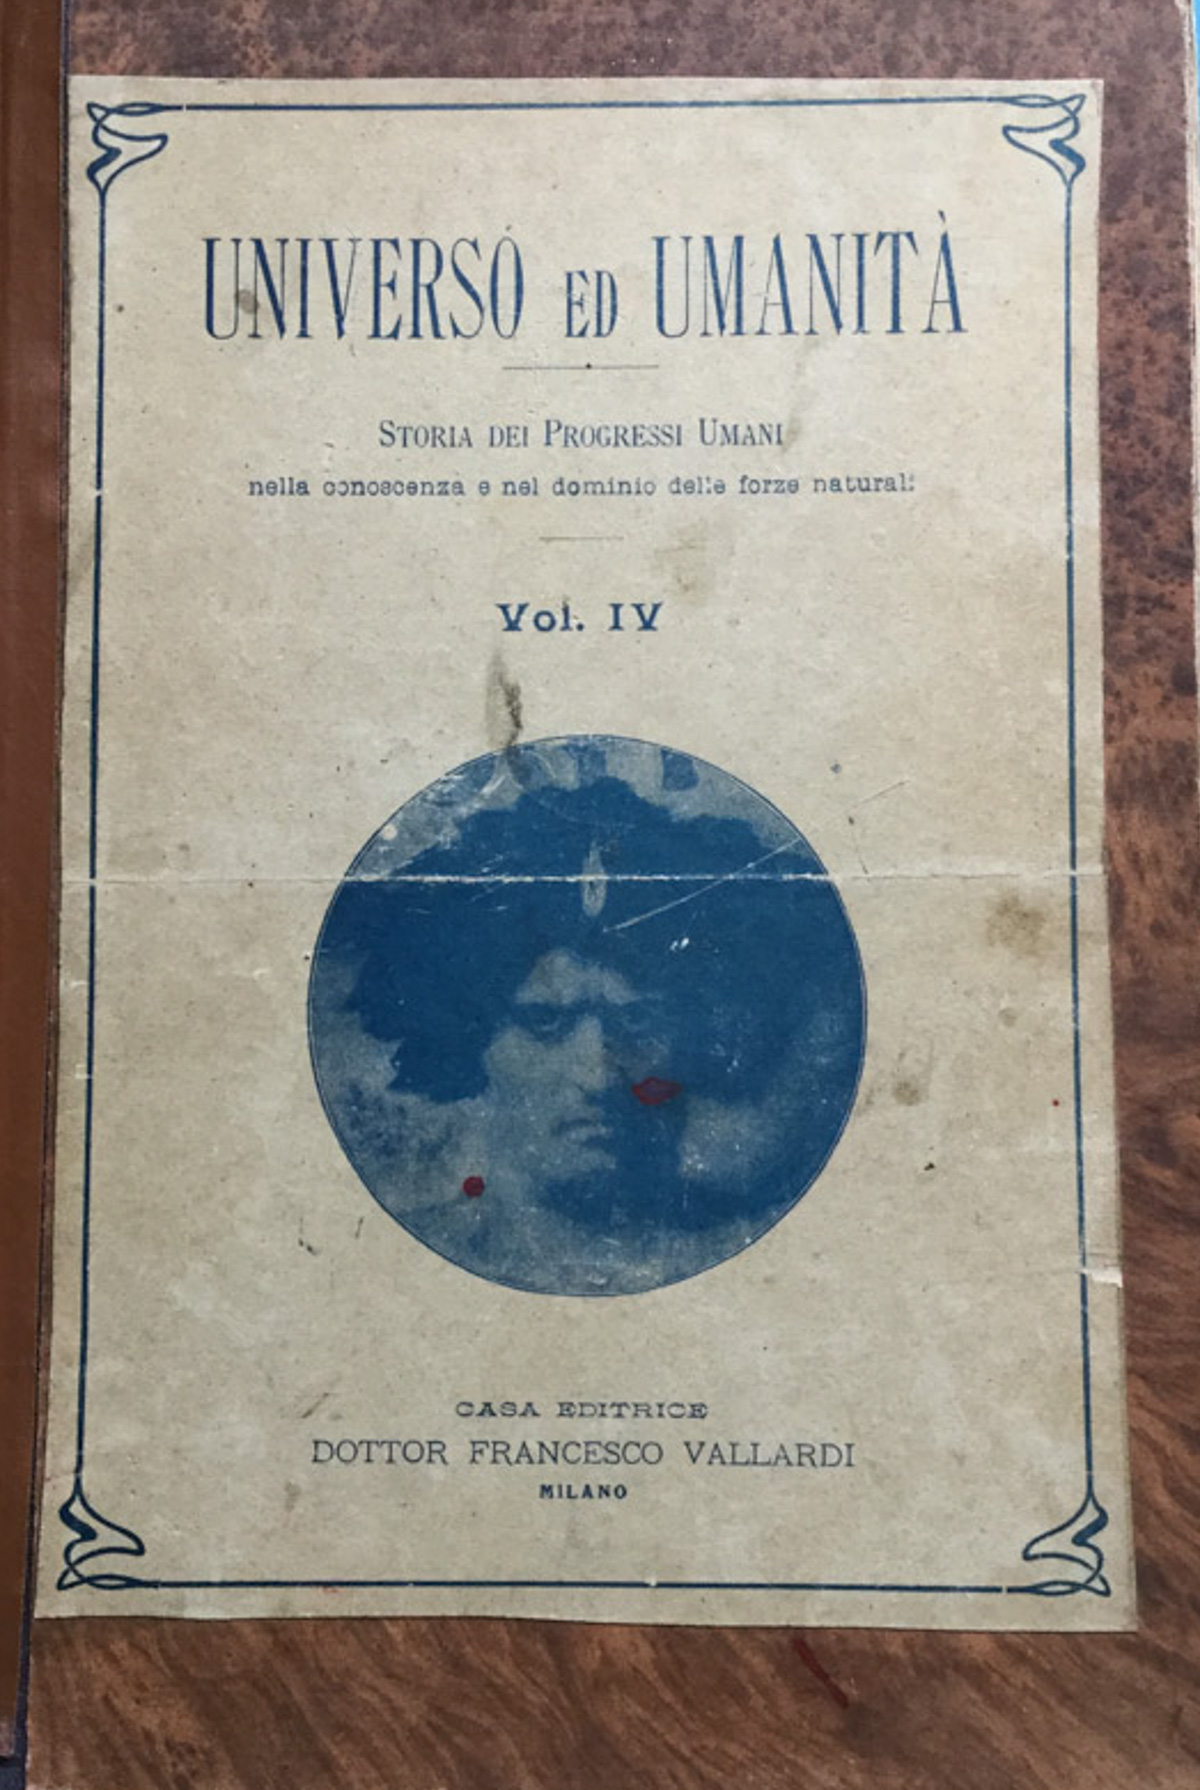 UNIVERSO ED UMANITÀ
STORIA DEI PROGRESSI UMANI
nella conoscenza e nel dominio delle forze naturali
Vol. IV
CASA EDITRICE
DOTTOR FRANCESCO VALLARDI
MILANO